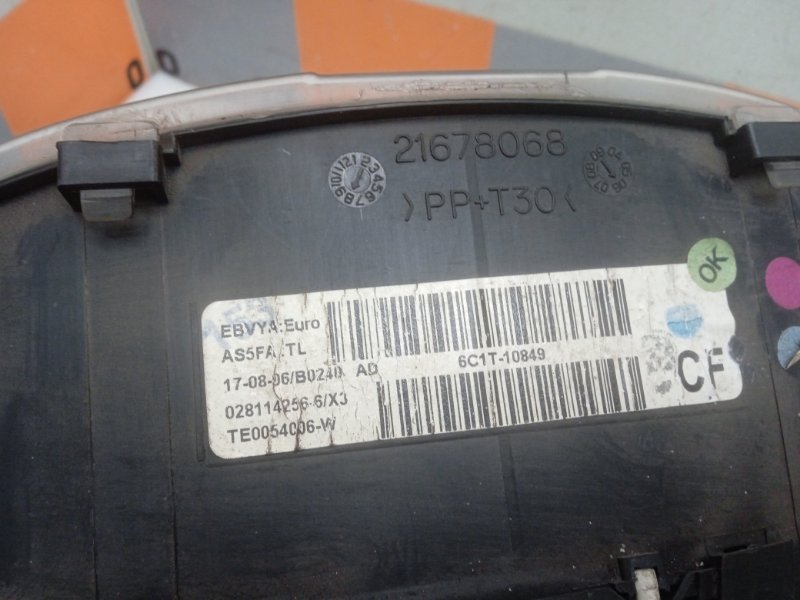 21678068
>PP+T30<
OK
EBVYA:Euro
AS5FA/TL
17-08-06/B0240 AD
6C1T-10849
CF
028114256-6/X3
TE0054006-W